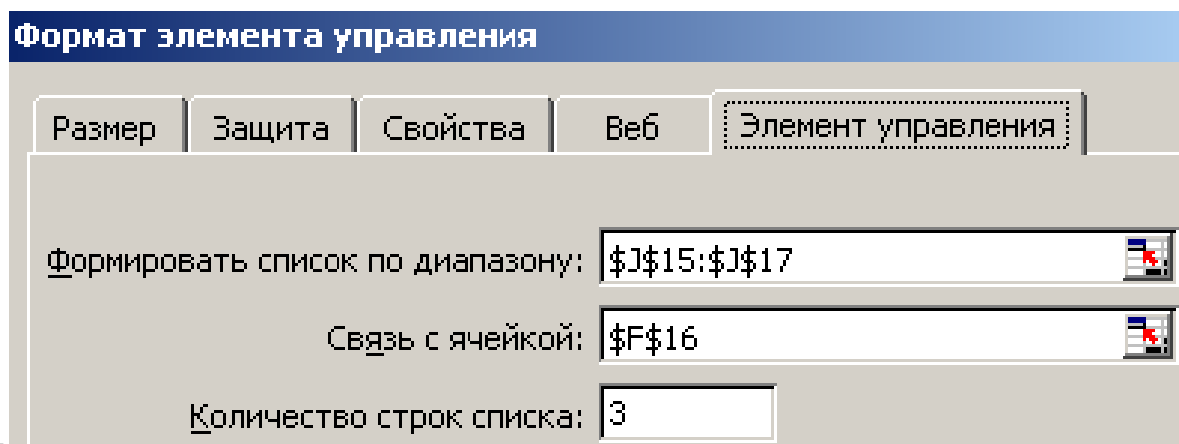 Формат элемента управления
Размер Защита Свойства Веб Элемент управления
Формировать список по диапазону: $J$15:$J$17
Связь с ячейкой: $F$16
Количество строк списка: 3